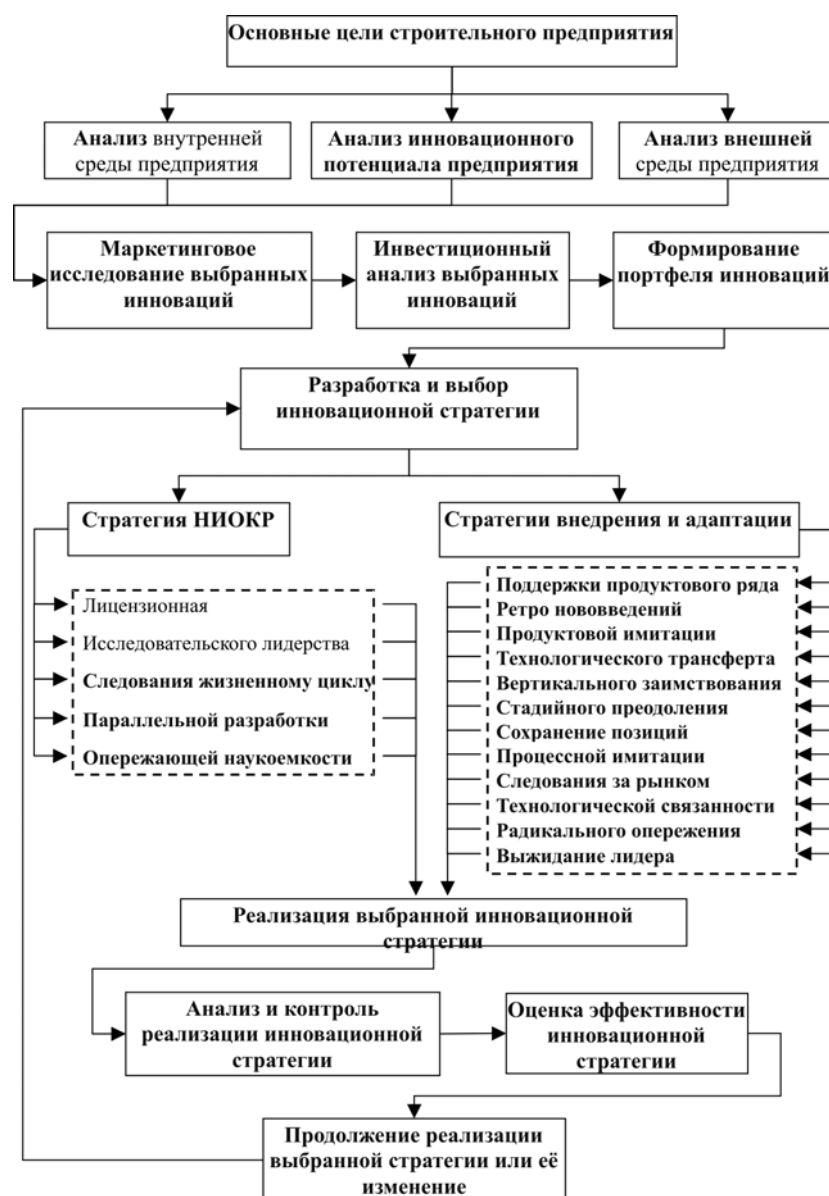 Основные цели строительного предприятия
Анализ внутренней
среды предприятия
Анализ инновационного
потенциала предприятия
Анализ внешней
среды предприятия
Маркетинговое
исследование выбранных
инноваций
Инвестиционный
анализ выбранных
инноваций
Формирование
портфеля инноваций
Разработка и выбор
инновационной стратегии
Стратегия НИОКР
Стратегии внедрения и адаптации
Лицензионная
Исследовательского лидерства
Следования жизненному циклу
Параллельной разработки
Опережающей наукоемкости
Поддержки продуктового ряда
Ретро нововведений
Продуктовой имитации
Технологического трансферта
Вертикального заимствования
Стадийного преодоления
Сохранение позиций
Процессной имитации
Следования за рынком
Технологической связанности
Радикального опережения
Выжидание лидера
Реализация выбранной инновационной
стратегии
Анализ и контроль
реализации инновационной
стратегии
Оценка эффективности
инновационной
стратегии
Продолжение реализации
выбранной стратегии или её
изменение